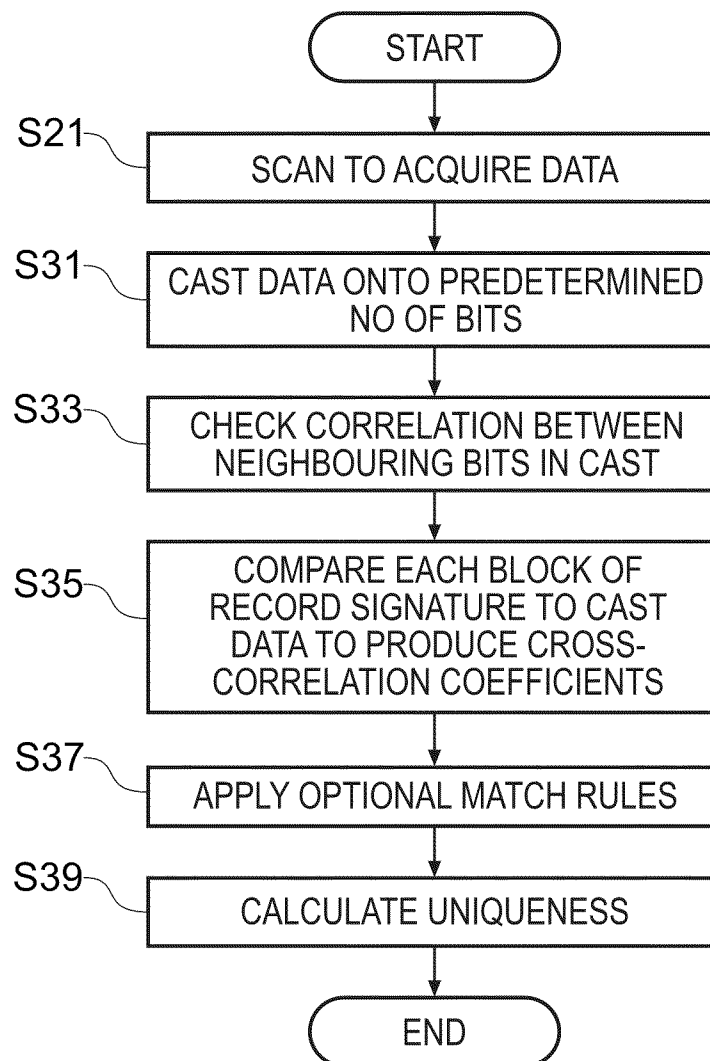 START
S21
SCAN TO ACQUIRE DATA
S31
CAST DATA ONTO PREDETERMINED
NO OF BITS
S33
CHECK CORRELATION BETWEEN
NEIGHBOURING BITS IN CAST
S35
COMPARE EACH BLOCK OF
RECORD SIGNATURE TO CAST
DATA TO PRODUCE CROSS-
CORRELATION COEFFICIENTS
S37
APPLY OPTIONAL MATCH RULES
S39
CALCULATE UNIQUENESS
END